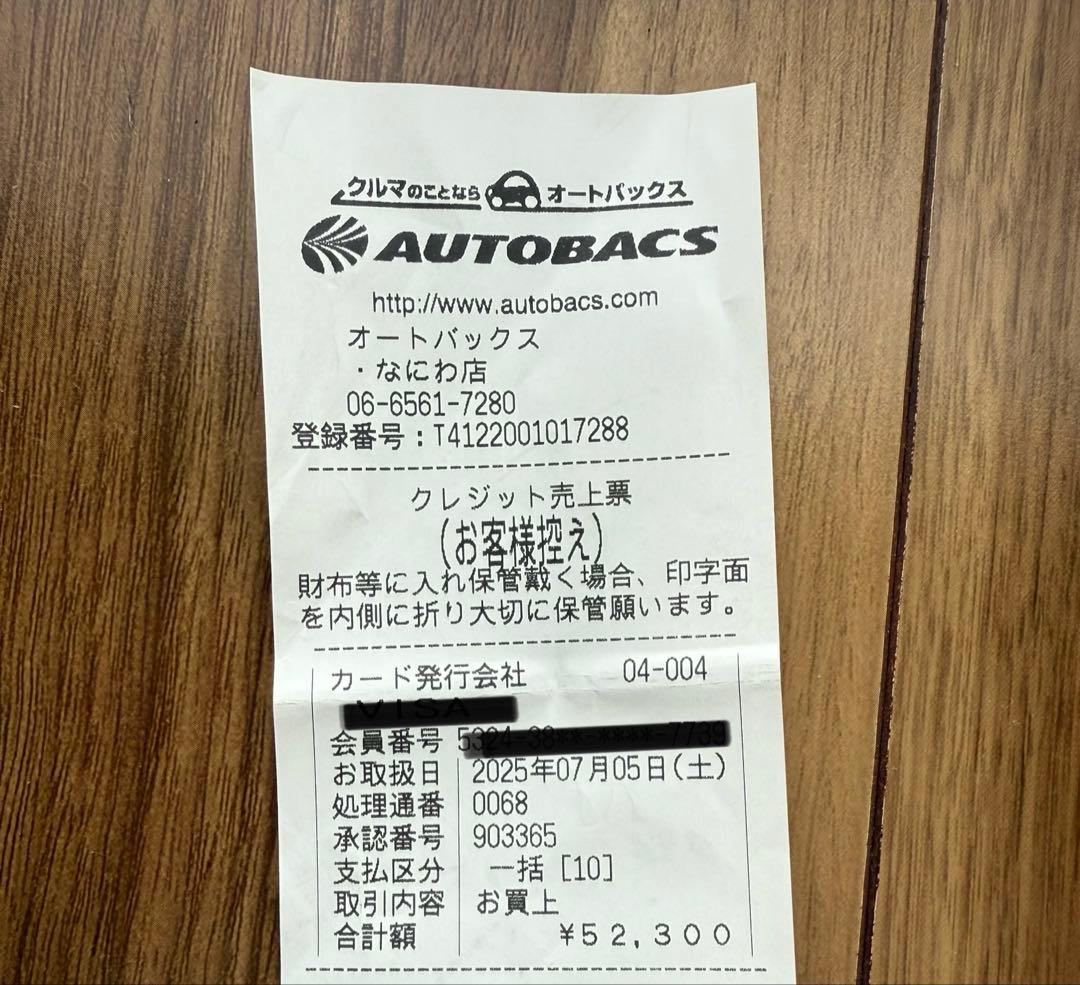 クルマのことなら オートバックス
AUTOBACS
http://www.autobacs.com
オートバックス
・なにわ店
06-6561-7280
登録番号：T4122001017288
クレジット売上票
(お客様控え)
財布等に入れ保管戴く場合、印字面
を内側に折り大切に保管願います。
カード発行会社 04-004
VISA
会員番号
お取扱日 2025年07月05日(土)
処理通番 0068
承認番号 903365
支払区分 一括 [10]
取引内容 お買上
合計額 ¥52,300